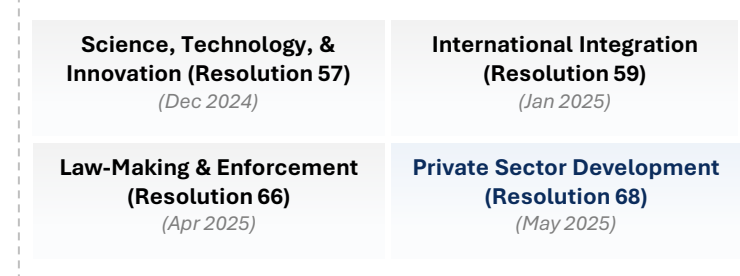 Science, Technology, &
Innovation (Resolution 57)
(Dec 2024)
International Integration
(Resolution 59)
(Jan 2025)
Law-Making & Enforcement
(Resolution 66)
(Apr 2025)
Private Sector Development
(Resolution 68)
(May 2025)